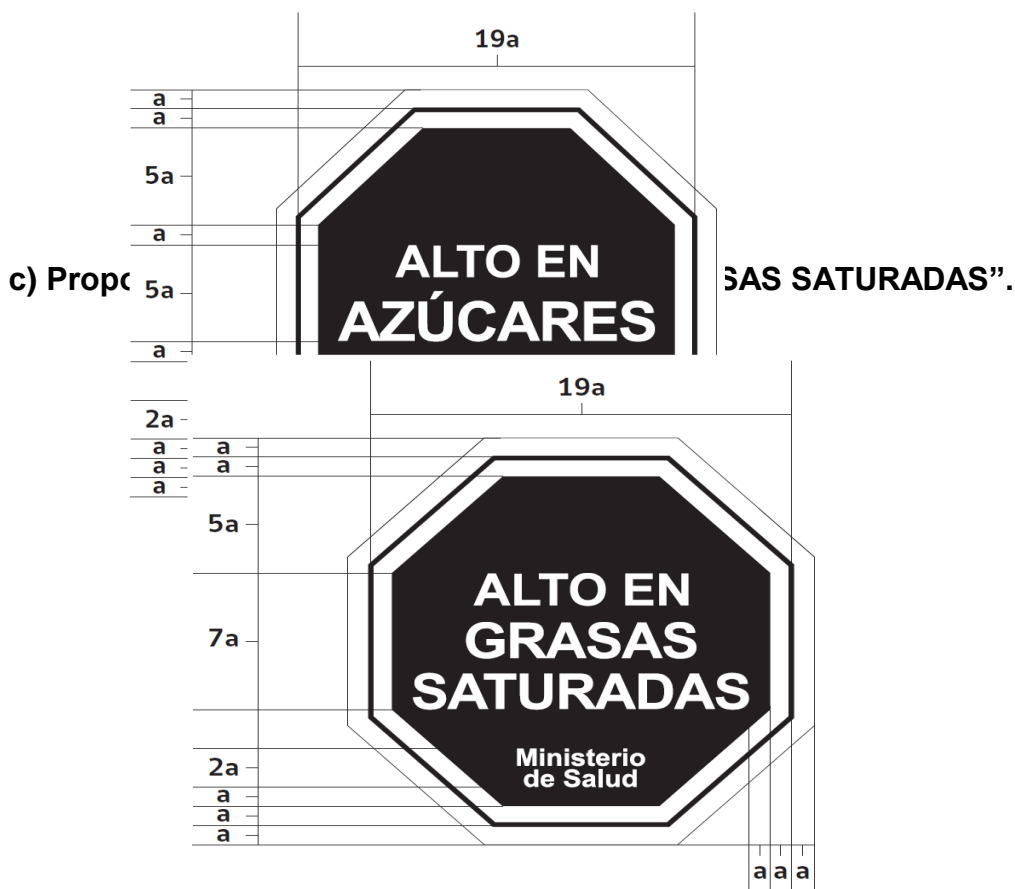 19a
a
a
5a
a
ALTO EN
c) Propo 5a SAS SATURADAS”.
AZÚCARES
a
19a
2a
a a
a a
a
5a
ALTO EN
GRASAS
7a
SATURADAS
Ministerio
2a
de Salud
a
a
a
a a a